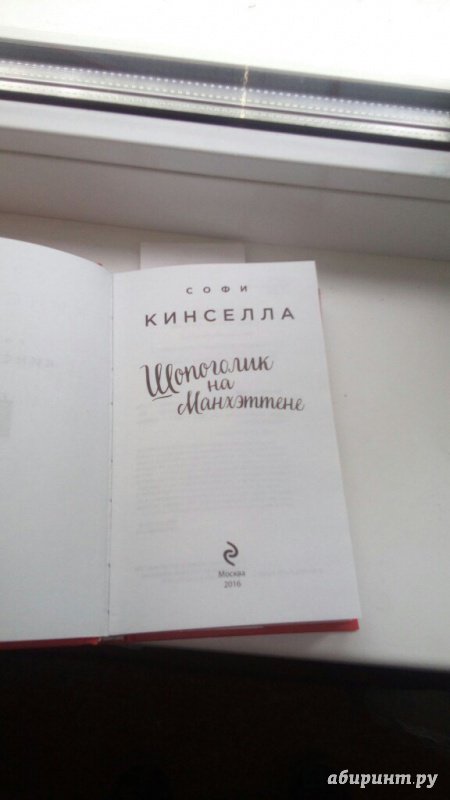 СОФИ
КИНСЕЛЛА
Шопоголик
на
Манхэттене
Москва
2016
абиринт.ру